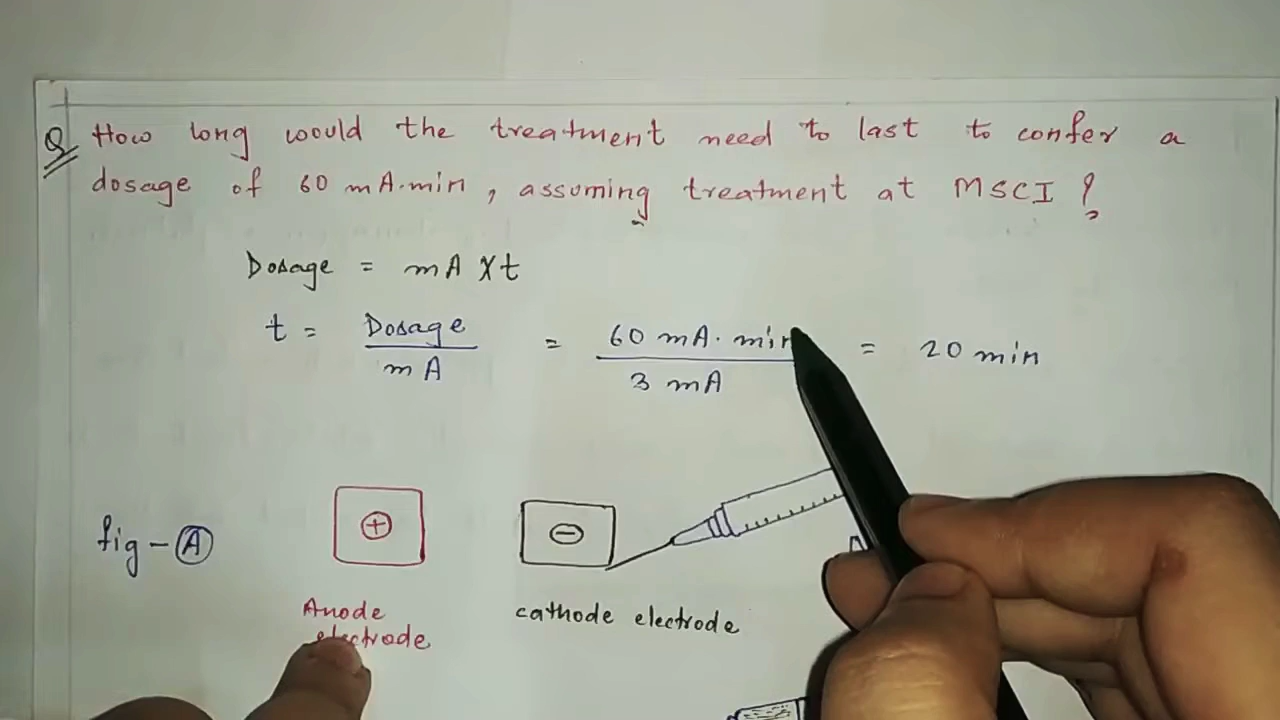 Q How long would the treatment need to last to confer a
dosage of 60 mA.min, assuming treatment at MSCI ?
Dosage = mA X t
t = Dosage / mA = 60 mA. min / 3 mA = 20 min
+
−
fig - A
Anode
electrode
cathode electrode